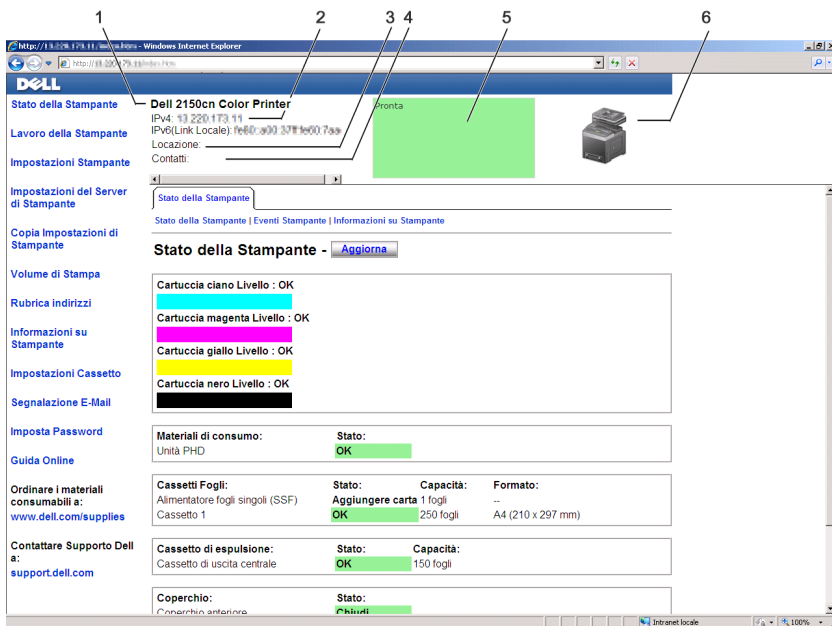 1 2 3 4 5 6
- Windows Internet Explorer
DELL
Stato della Stampante
Lavoro della Stampante
Impostazioni Stampante
Impostazioni del Server
di Stampante
Copia Impostazioni di
Stampante
Volume di Stampa
Rubrica indirizzi
Informazioni su
Stampante
Impostazioni Cassetto
Segnalazione E-Mail
Imposta Password
Guida Online
Ordinare i materiali
consumabili a:
www.dell.com/supplies
Contattare Supporto Dell
a:
support.dell.com
Dell 2150cn Color Printer
IPv4:
IPv6(Link Locale):
Locazione:
Contatti:
Pronta
Stato della Stampante
Stato della Stampante | Eventi Stampante | Informazioni su Stampante
Stato della Stampante - Aggiorna
Cartuccia ciano Livello : OK
Cartuccia magenta Livello : OK
Cartuccia giallo Livello : OK
Cartuccia nero Livello : OK
Materiali di consumo: Stato:
Unità PHD OK
Cassetti Fogli: Stato: Capacità: Formato:
Alimentatore fogli singoli (SSF) Aggiungere carta 1 fogli --
Cassetto 1 OK 250 fogli A4 (210 x 297 mm)
Cassetto di espulsione: Stato: Capacità:
Cassetto di uscita centrale OK 150 fogli
Coperchio: Stato:
Coperchio anteriore Chiudi
Intranet locale 100%